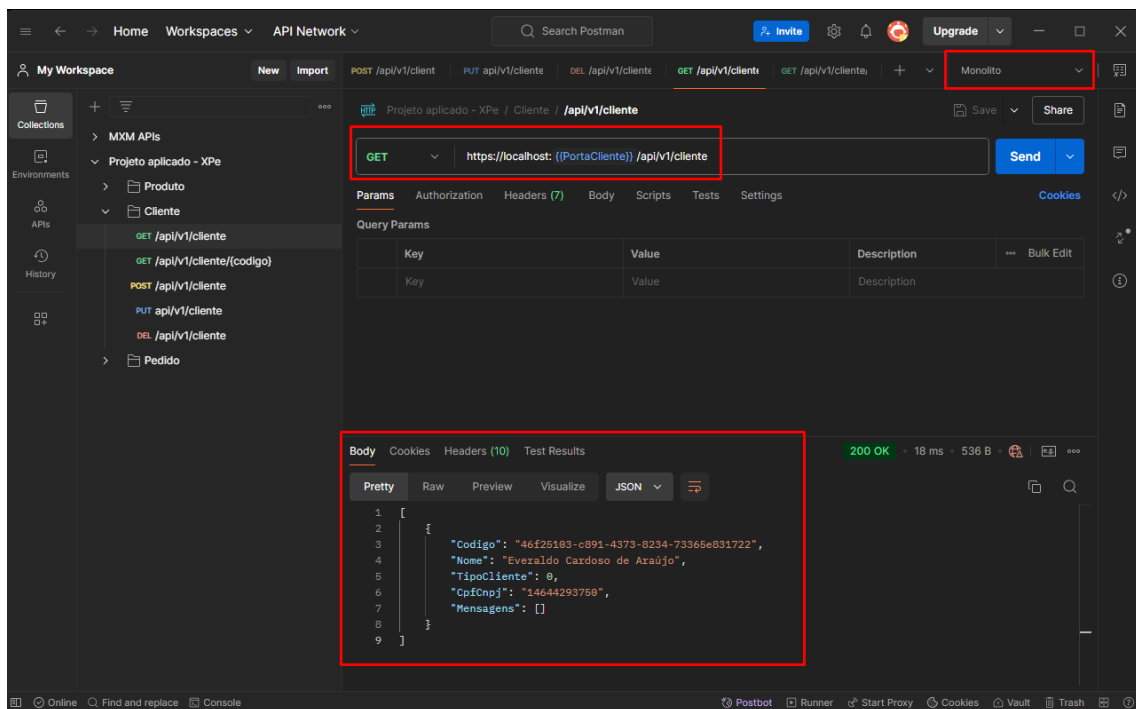 Home Workspaces API Network Search Postman Invite Upgrade
My Workspace New Import POST /api/v1/client PUT api/v1/cliente DEL /api/v1/cliente GET /api/v1/cliente GET /api/v1/cliente/ Monolito
Collections
Environments
APIs
History
MXM APIs
Projeto aplicado - XPe
Produto
Cliente
GET /api/v1/cliente
GET /api/v1/cliente/{codigo}
POST /api/v1/cliente
PUT api/v1/cliente
DEL /api/v1/cliente
Pedido
HTTP Projeto aplicado - XPe / Cliente / /api/v1/cliente Save Share
GET https://localhost: {{PortaCliente}} /api/v1/cliente Send
Params Authorization Headers (7) Body Scripts Tests Settings Cookies
Query Params
Key Value Description Bulk Edit
Key Value Description
Body Cookies Headers (10) Test Results 200 OK 18 ms 536 B e.g.
Pretty Raw Preview Visualize JSON
1 [
2 {
3 "Codigo": "46f25103-c891-4373-8234-73365e831722",
4 "Nome": "Everaldo Cardoso de Araújo",
5 "TipoCliente": 0,
6 "CpfCnpj": "14644293750",
7 "Mensagens": []
8 }
9 ]
Online Find and replace Console Postbot Runner Start Proxy Cookies Vault Trash